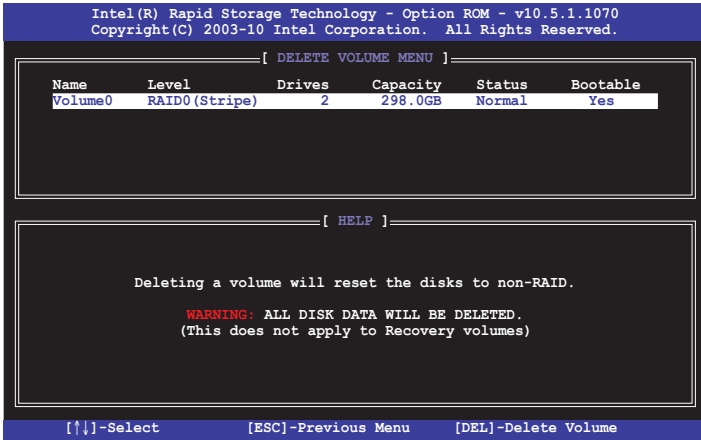 Intel(R) Rapid Storage Technology - Option ROM - v10.5.1.1070
Copyright(C) 2003-10 Intel Corporation. All Rights Reserved.
[ DELETE VOLUME MENU ]
Name Level Drives Capacity Status Bootable
Volume0 RAID0(Stripe) 2 298.0GB Normal Yes
[ HELP ]
Deleting a volume will reset the disks to non-RAID.
WARNING: ALL DISK DATA WILL BE DELETED.
(This does not apply to Recovery volumes)
[↑↓]-Select [ESC]-Previous Menu [DEL]-Delete Volume